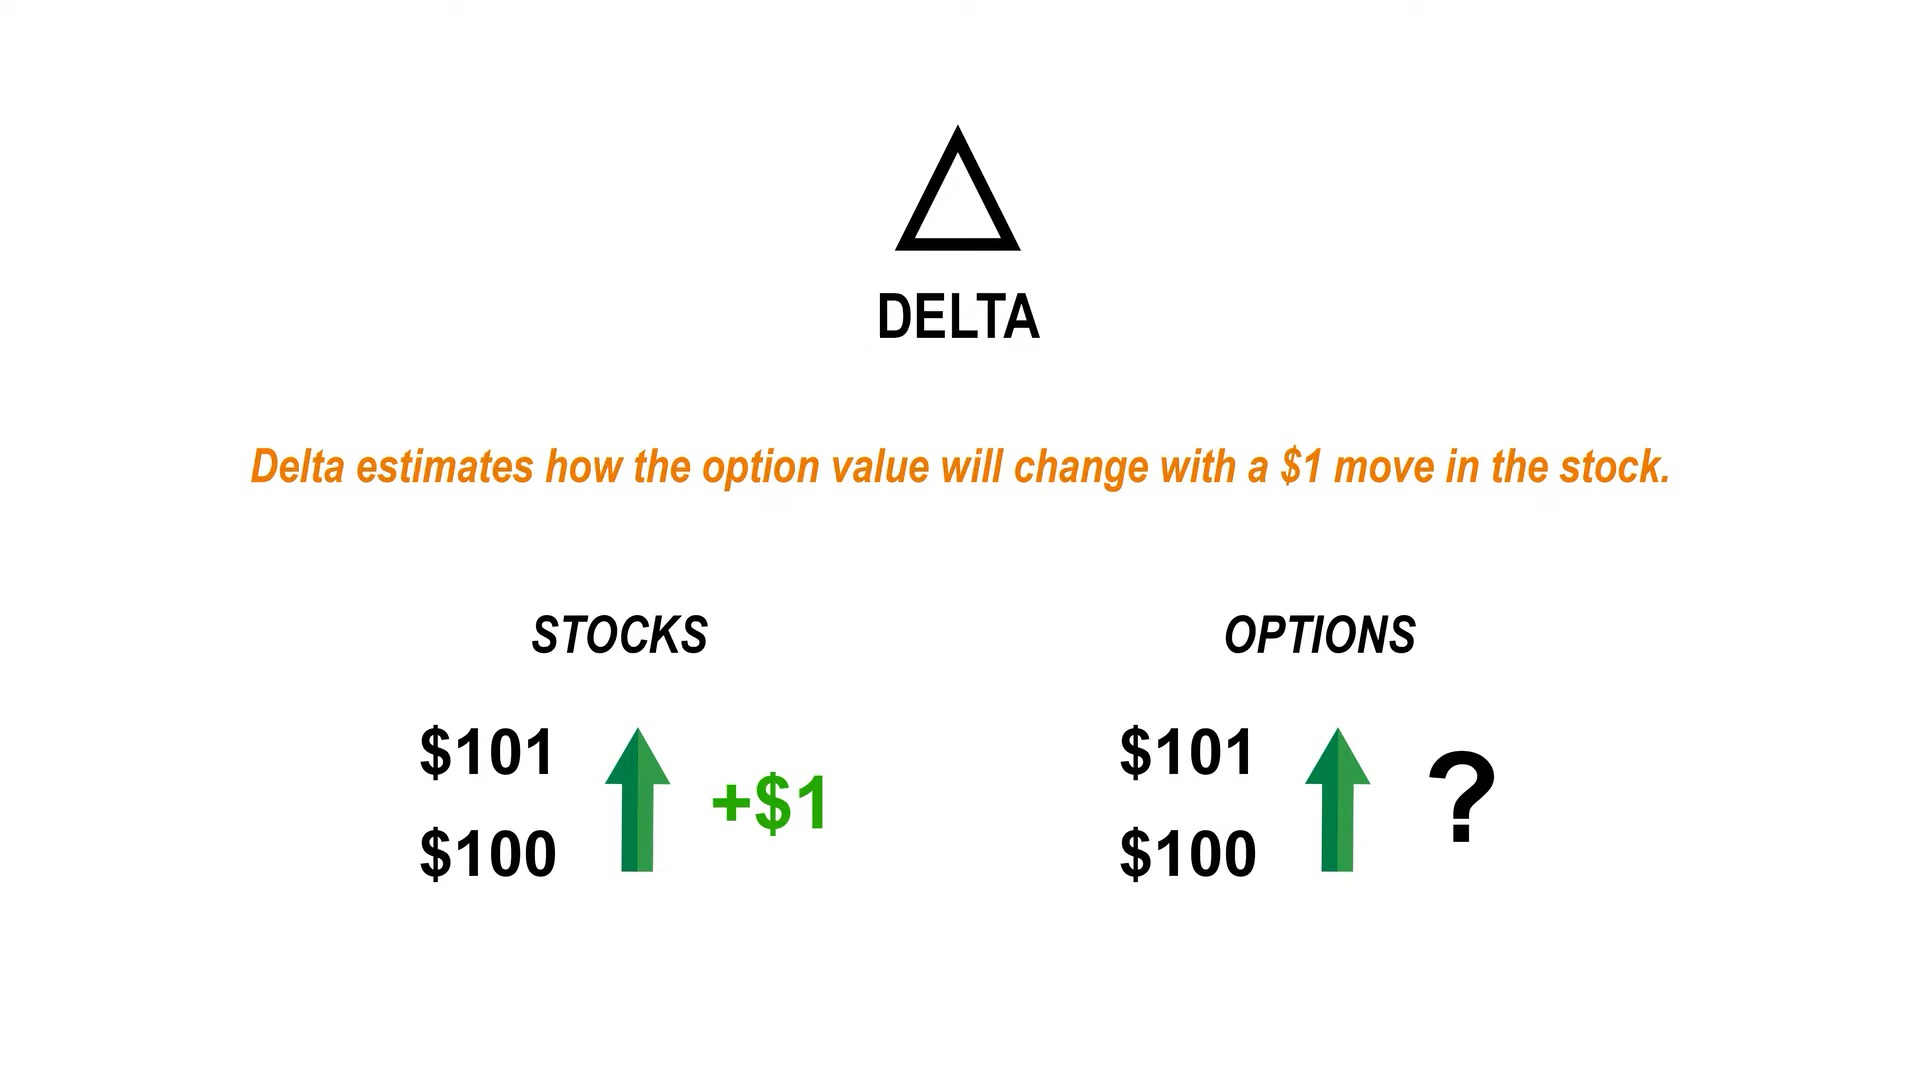 Δ
DELTA
Delta estimates how the option value will change with a $1 move in the stock.
STOCKS
$101
+$1
$100
OPTIONS
$101
?
$100